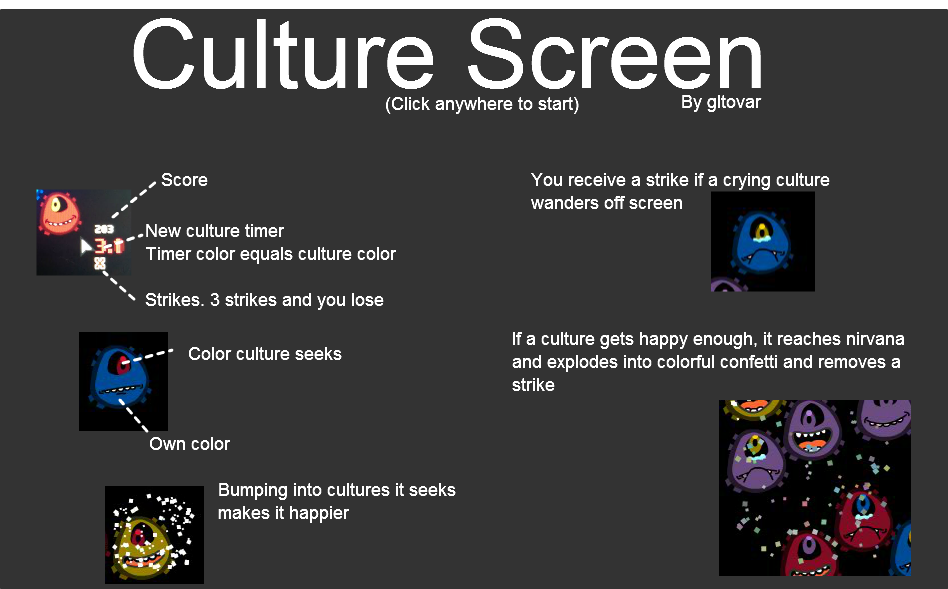 Culture Screen
(Click anywhere to start)
By gltovar
Score
203
New culture timer
Timer color equals culture color
Strikes. 3 strikes and you lose
Color culture seeks
Own color
Bumping into cultures it seeks
makes it happier
You receive a strike if a crying culture
wanders off screen
If a culture gets happy enough, it reaches nirvana
and explodes into colorful confetti and removes a
strike